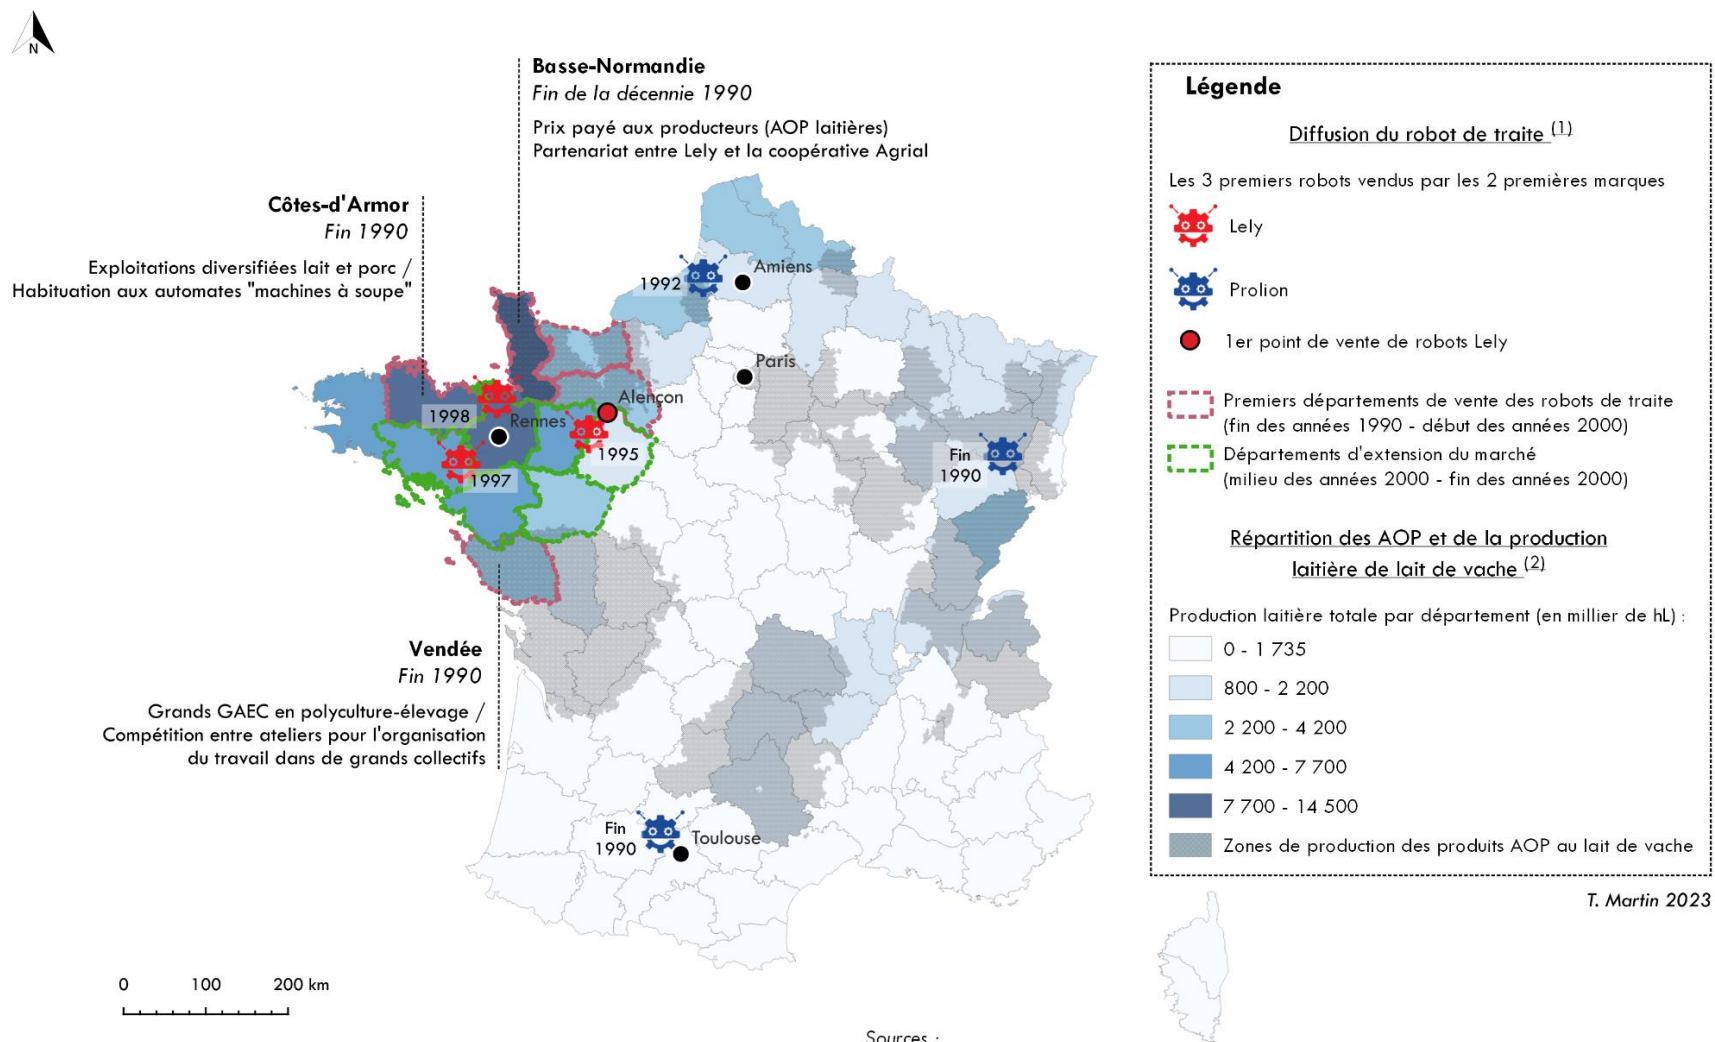 N
Basse-Normandie
Fin de la décennie 1990
Prix payé aux producteurs (AOP laitières)
Partenariat entre Lely et la coopérative Agrial
Côtes-d'Armor
Fin 1990
Exploitations diversifiées lait et porc /
Habituation aux automates "machines à soupe"
1992
Amiens
Paris
Alençon
1998
Rennes
1995
1997
Fin
1990
Vendée
Fin 1990
Grands GAEC en polyculture-élevage /
Compétition entre ateliers pour l'organisation
du travail dans de grands collectifs
Fin
1990
Toulouse
0 100 200 km
Légende
Diffusion du robot de traite (1)
Les 3 premiers robots vendus par les 2 premières marques
Lely
Prolion
1er point de vente de robots Lely
Premiers départements de vente des robots de traite
(fin des années 1990 - début des années 2000)
Départements d'extension du marché
(milieu des années 2000 - fin des années 2000)
Répartition des AOP et de la production
laitière de lait de vache (2)
Production laitière totale par département (en millier de hL) :
0 - 1 735
800 - 2 200
2 200 - 4 200
4 200 - 7 700
7 700 - 14 500
Zones de production des produits AOP au lait de vache
T. Martin 2023
Sources :